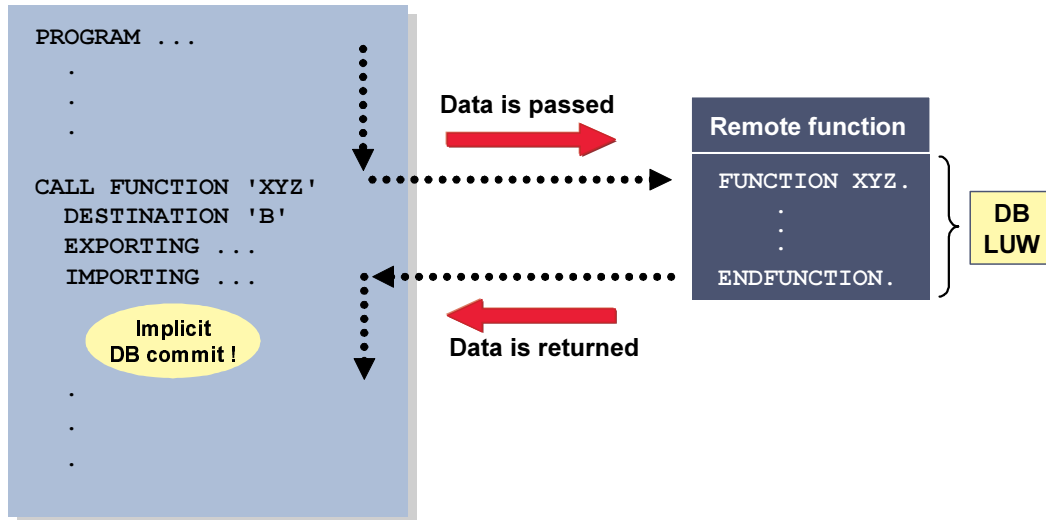 PROGRAM ...
.
.
.
CALL FUNCTION 'XYZ'
DESTINATION 'B'
EXPORTING ...
IMPORTING ...
Implicit
DB commit !
.
.
.
Data is passed
Data is returned
Remote function
FUNCTION XYZ.
.
.
.
ENDFUNCTION.
DB
LUW